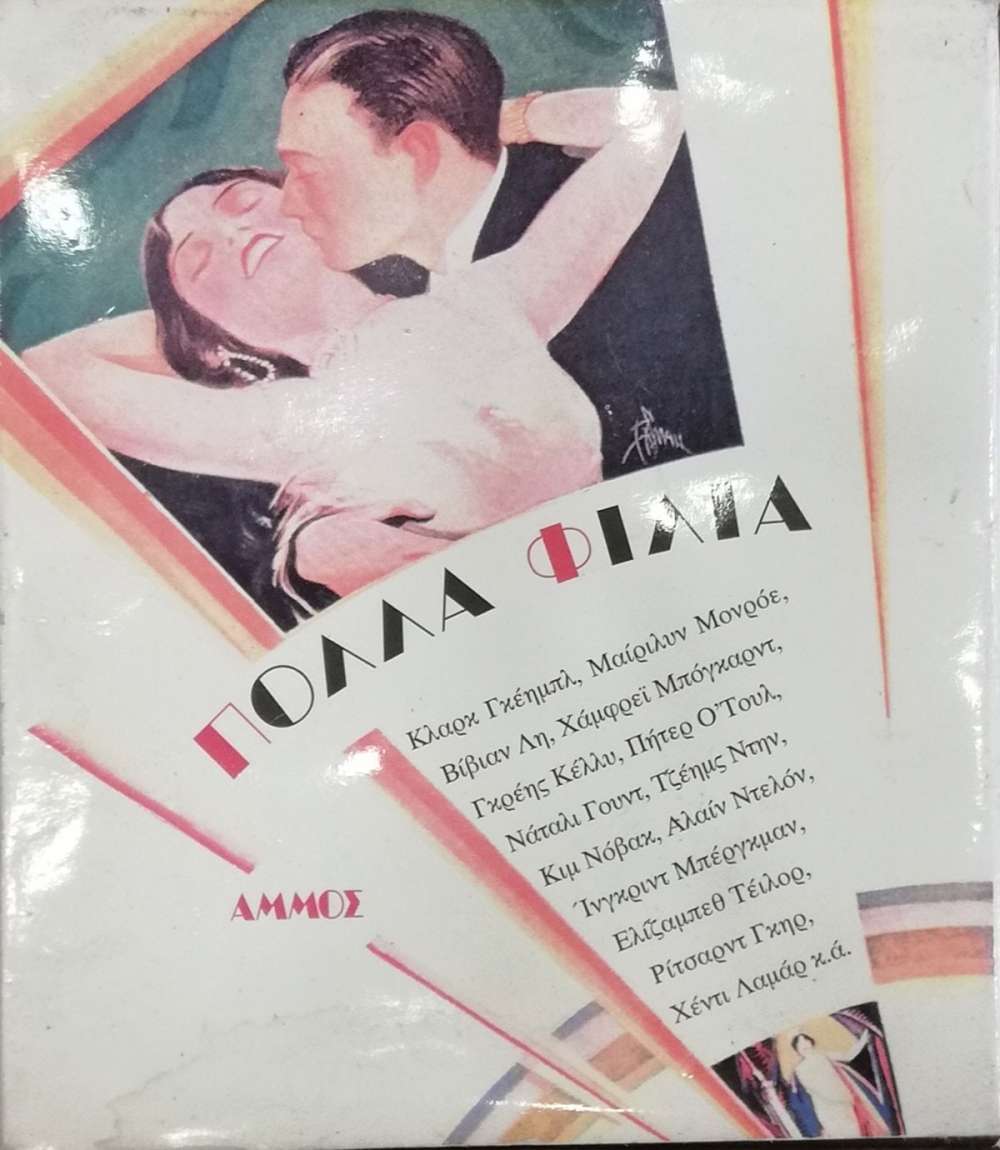 ΠΟΛΛΑ ΦΙΛΙΑ
Κλαρκ Γκέημπλ, Μαίριλυν Μονρόε,
Βίβιαν Λη, Χάμφρεϊ Μπόγκαρντ,
Γκρέης Κέλλυ, Πήτερ Ο'Τουλ,
Νάταλι Γουντ, Τζέημς Ντην,
Κιμ Νόβακ, Αλαίν Ντελόν,
Ίνγκριντ Μπέργκμαν,
Ελίζαμπεθ Τέιλορ,
Ρίτσαρντ Γκηρ,
Χέντι Λαμάρ κ.ά.
ΑΜΜΟΣ